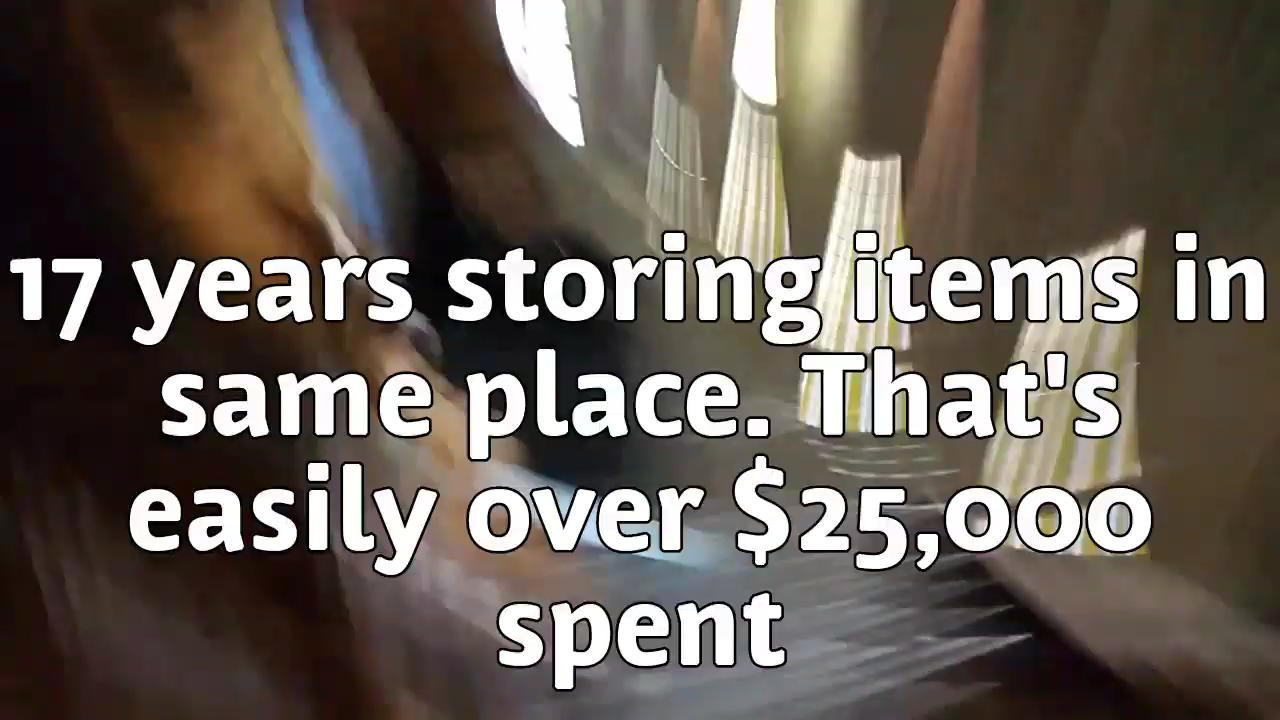 17 years storing items in
same place. That's
easily over $25,000
spent